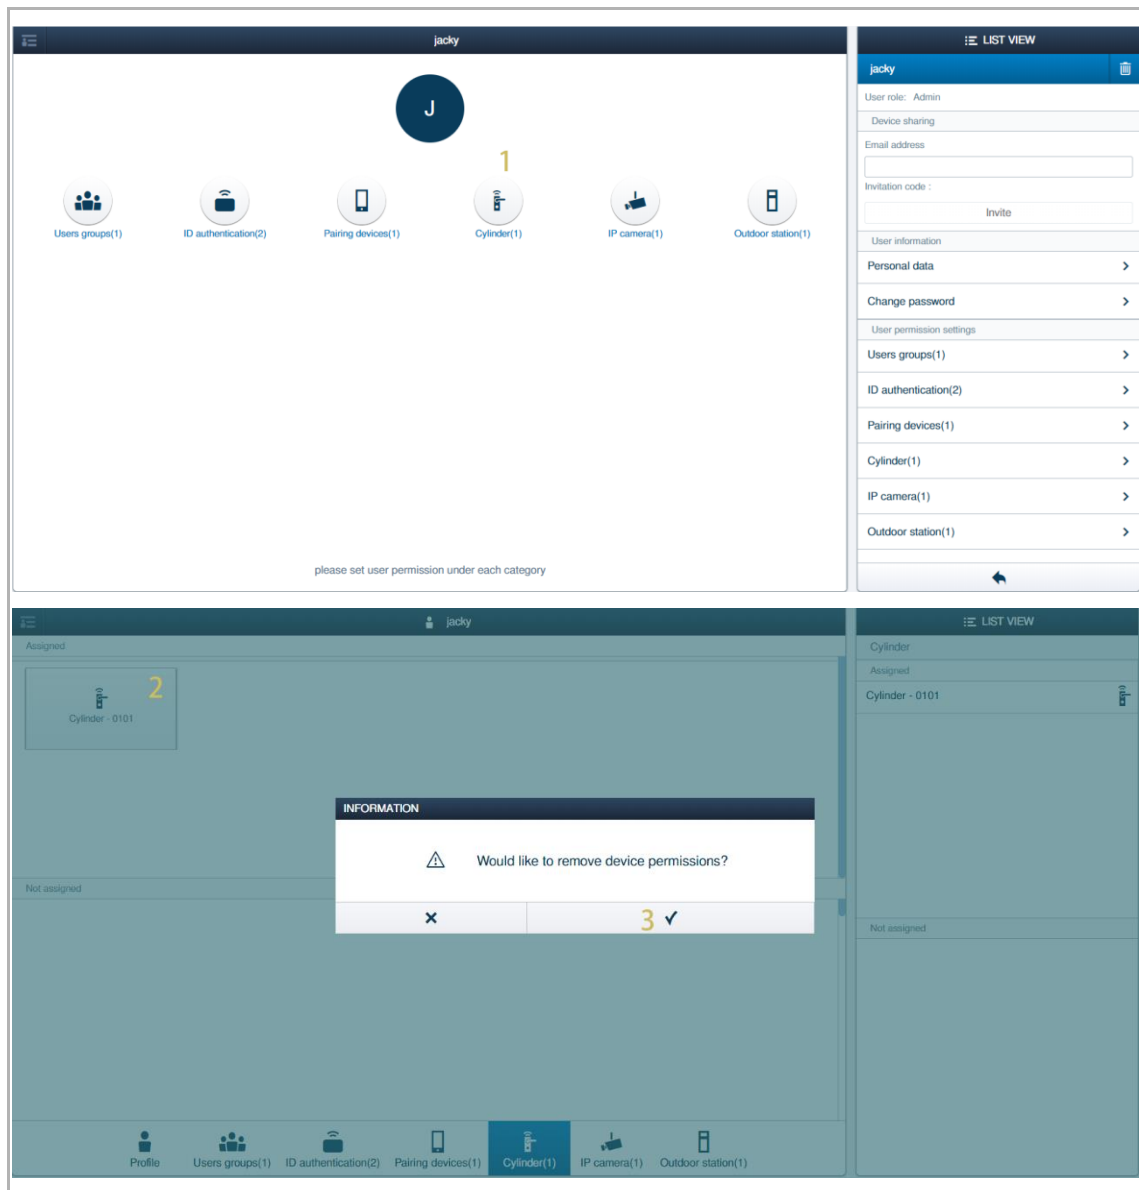 jacky
J
1
Users groups(1)
ID authentication(2)
Pairing devices(1)
Cylinder(1)
IP camera(1)
Outdoor station(1)
please set user permission under each category
LIST VIEW
jacky
User role: Admin
Device sharing
Email address
Invitation code :
Invite
User information
Personal data
Change password
User permission settings
Users groups(1)
ID authentication(2)
Pairing devices(1)
Cylinder(1)
IP camera(1)
Outdoor station(1)
jacky
Assigned
2
Cylinder - 0101
INFORMATION
Would like to remove device permissions?
3
Not assigned
Profile
Users groups(1)
ID authentication(2)
Pairing devices(1)
Cylinder(1)
IP camera(1)
Outdoor station(1)
LIST VIEW
Cylinder
Assigned
Cylinder - 0101
Not assigned